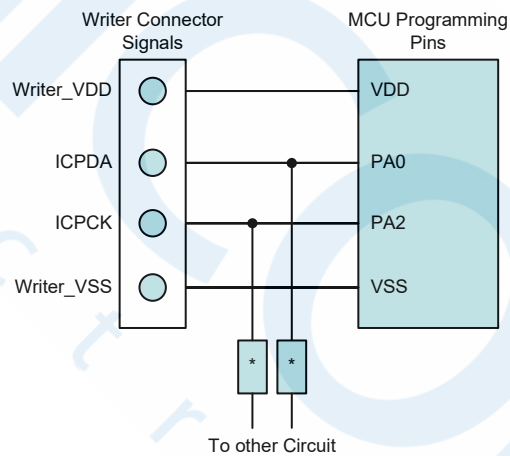 Writer Connector
Signals
MCU Programming
Pins
Writer_VDD
VDD
ICPDA
PA0
ICPCK
PA2
Writer_VSS
VSS
*
*
To other Circuit